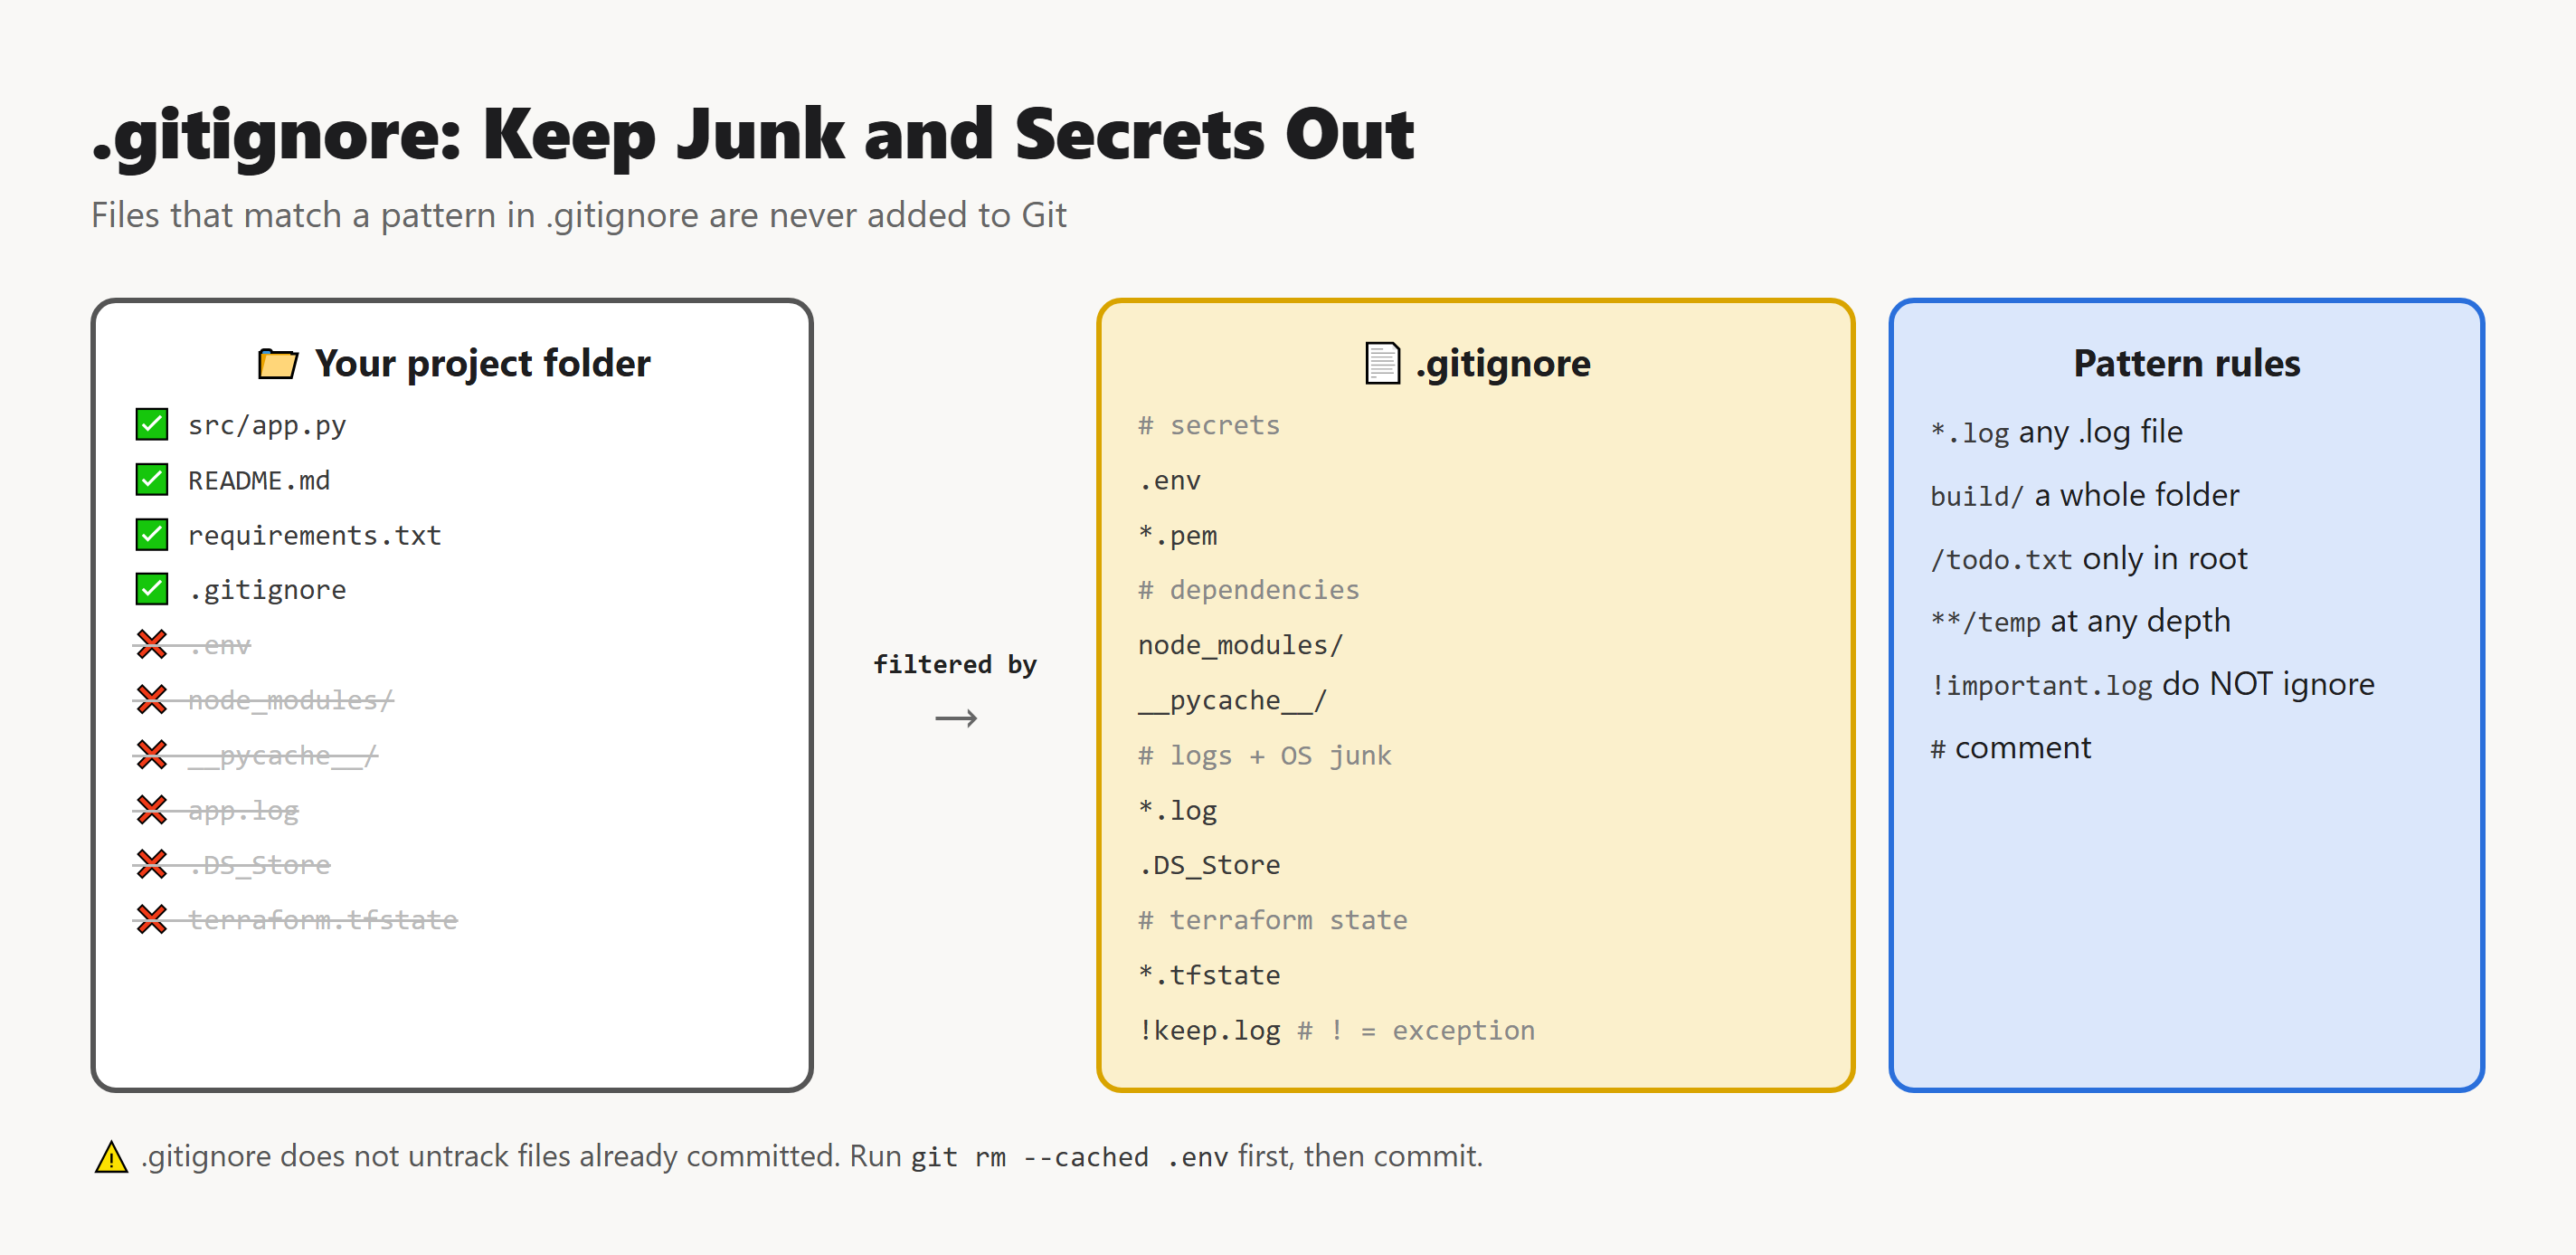 .gitignore: Keep Junk and Secrets Out
Files that match a pattern in .gitignore are never added to Git
Your project folder
src/app.py
README.md
requirements.txt
.gitignore
.env
node_modules/
__pycache__/
app.log
.DS_Store
terraform.tfstate
filtered by
→
.gitignore
# secrets
.env
*.pem
# dependencies
node_modules/
__pycache__/
# logs + OS junk
*.log
.DS_Store
# terraform state
*.tfstate
!keep.log # ! = exception
Pattern rules
*.log any .log file
build/ a whole folder
/todo.txt only in root
**/temp at any depth
!important.log do NOT ignore
# comment
.gitignore does not untrack files already committed. Run git rm --cached .env first, then commit.